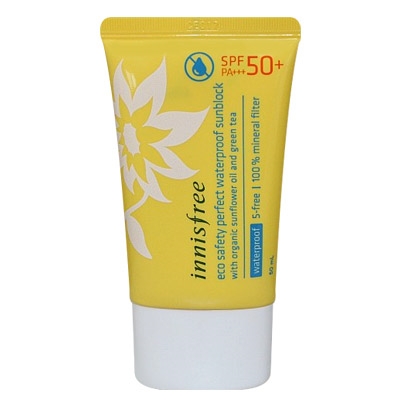 SPF 50+
PA+++
innisfree
eco safety perfect waterproof sunblock
with organic sunflower oil and green tea
waterproof 5-free | 100% mineral filter